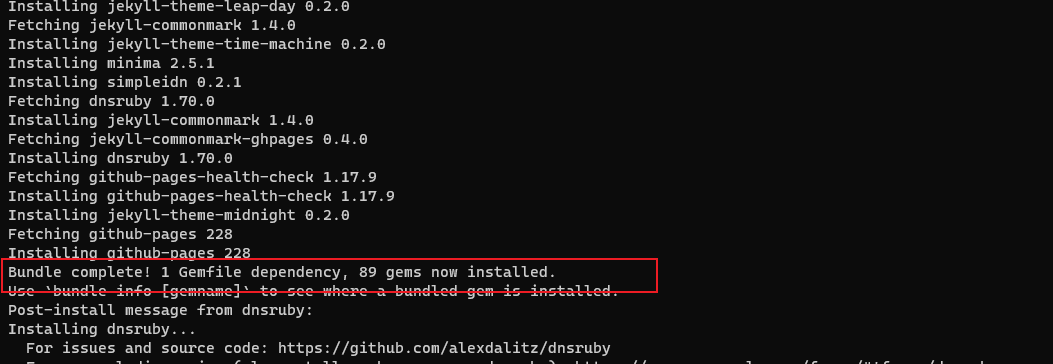 Installing jekyll-theme-leap-day 0.2.0
Fetching jekyll-commonmark 1.4.0
Installing jekyll-theme-time-machine 0.2.0
Installing minima 2.5.1
Installing simpleidn 0.2.1
Fetching dnsruby 1.70.0
Installing jekyll-commonmark 1.4.0
Fetching jekyll-commonmark-ghpages 0.4.0
Installing dnsruby 1.70.0
Fetching github-pages-health-check 1.17.9
Installing github-pages-health-check 1.17.9
Installing jekyll-theme-midnight 0.2.0
Fetching github-pages 228
Installing github-pages 228
Bundle complete! 1 Gemfile dependency, 89 gems now installed.
Use `bundle info [gemname]` to see where a bundled gem is installed.
Post-install message from dnsruby:
Installing dnsruby...
For issues and source code: https://github.com/alexdalitz/dnsruby